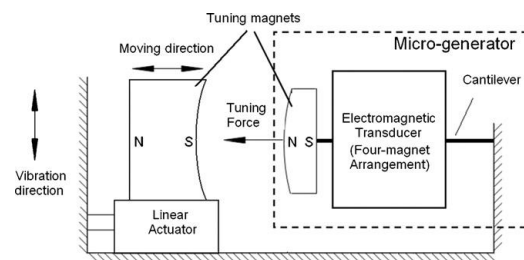 Tuning magnets
Micro-generator
Moving direction
Cantilever
Tuning
Force
Electromagnetic
Transducer
(Four-magnet
Arrangement)
N S
N S
Vibration
direction
Linear
Actuator